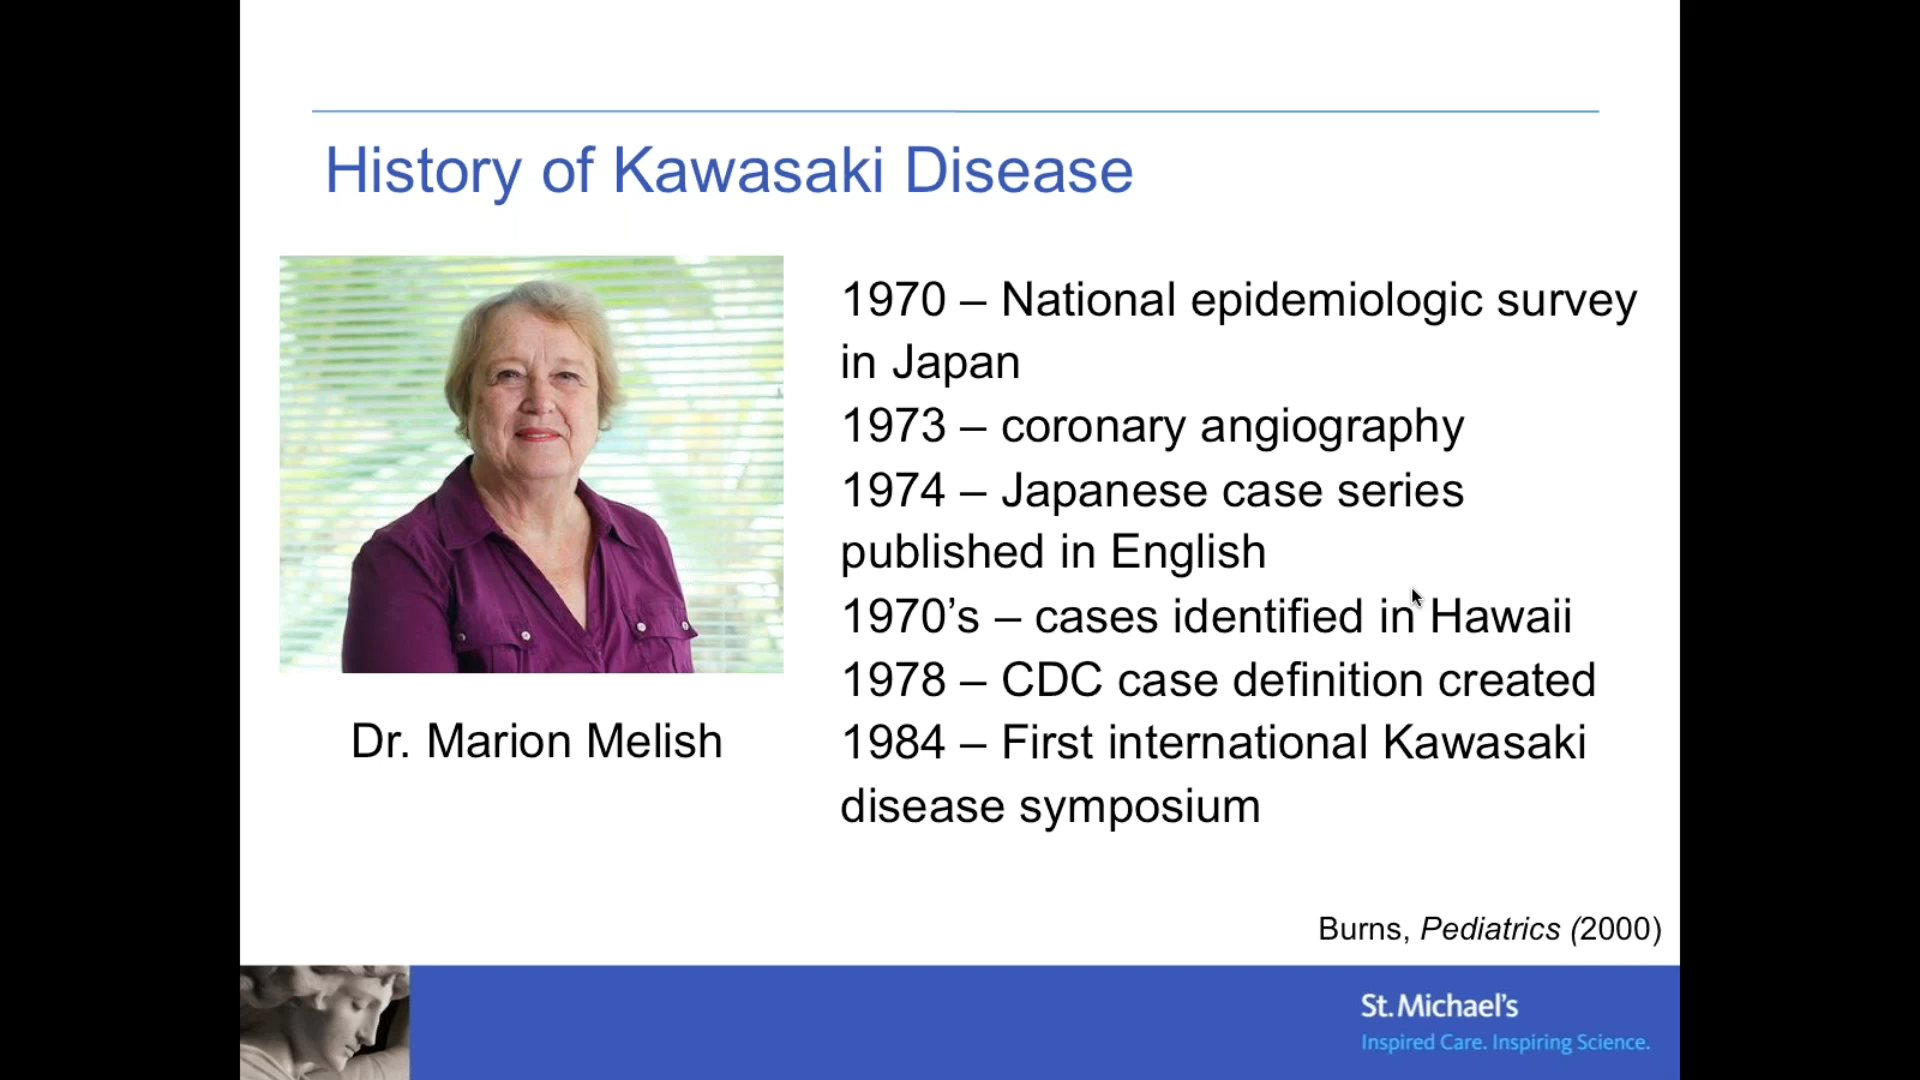 History of Kawasaki Disease
1970 – National epidemiologic survey
in Japan
1973 – coronary angiography
1974 – Japanese case series
published in English
1970’s – cases identified in Hawaii
1978 – CDC case definition created
1984 – First international Kawasaki
disease symposium
Dr. Marion Melish
Burns, Pediatrics (2000)
St. Michael's
Inspired Care. Inspiring Science.